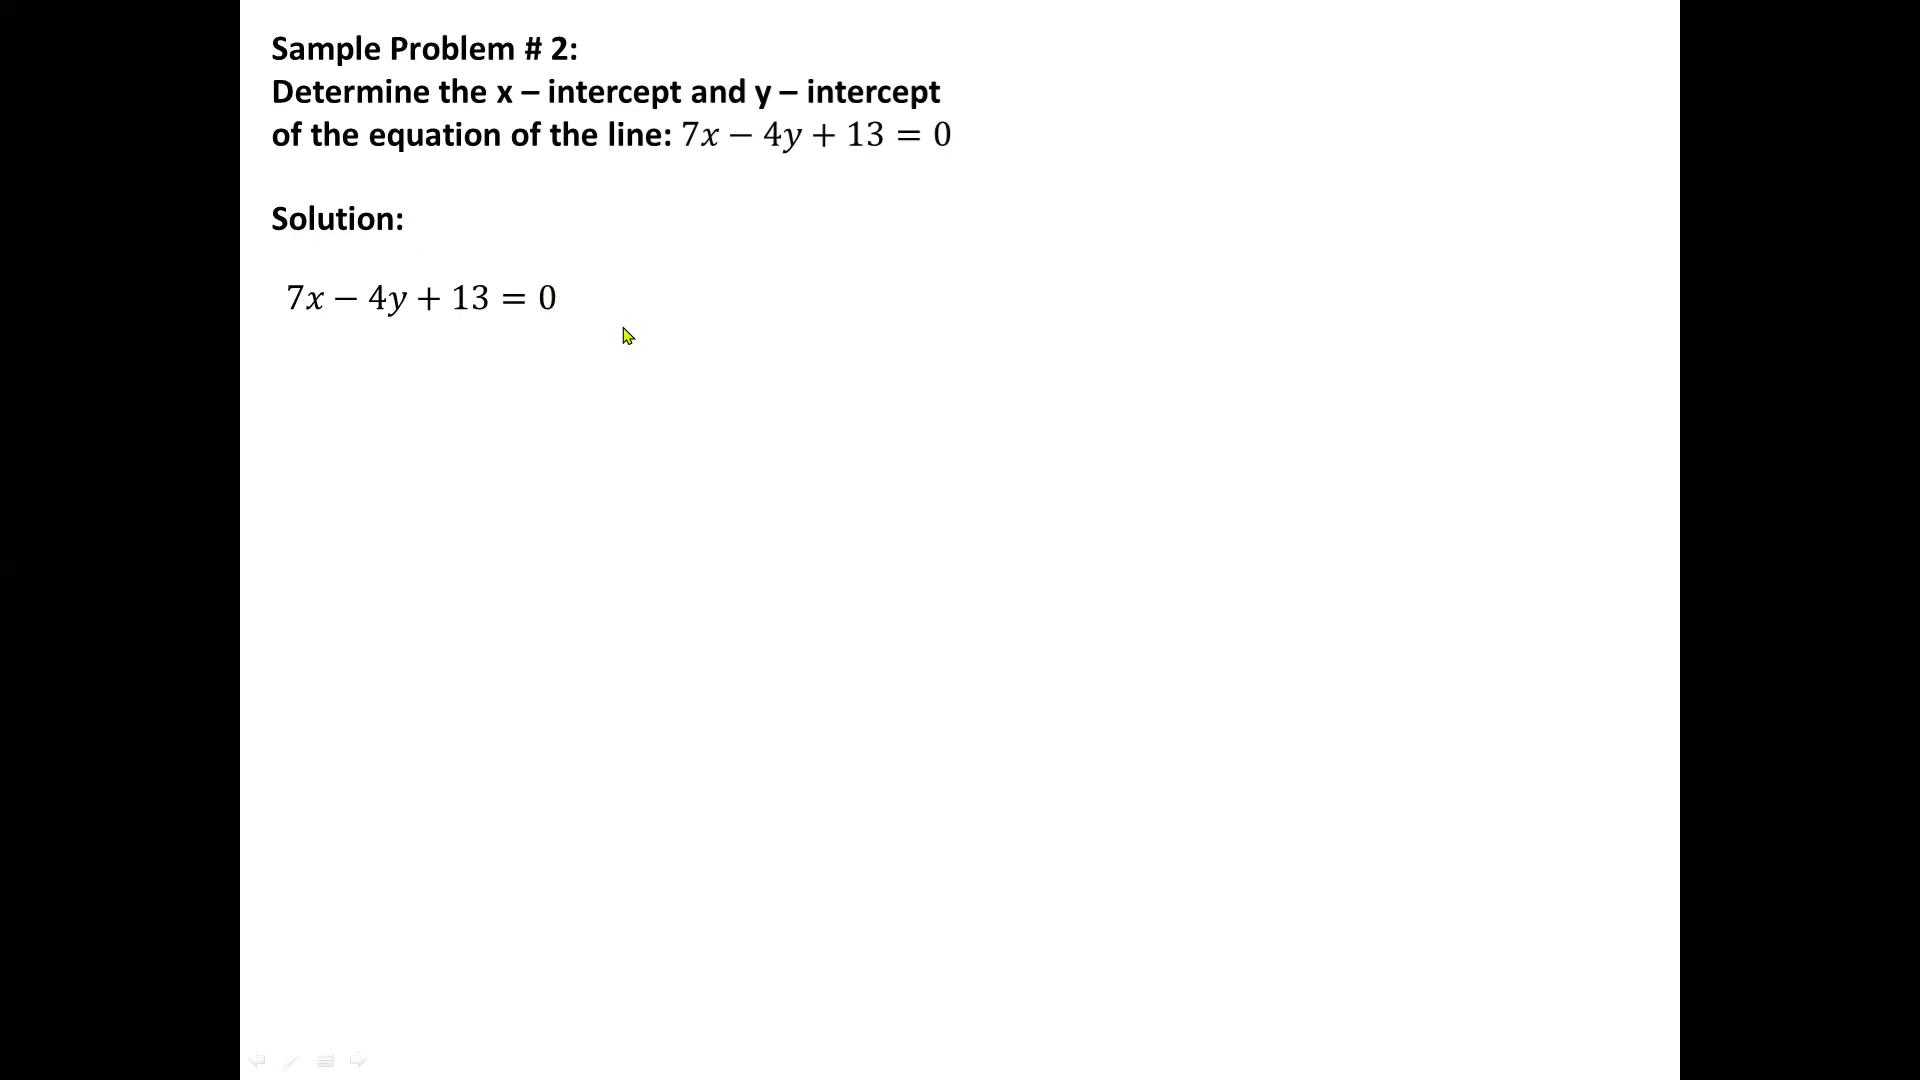 Sample Problem # 2:
Determine the x – intercept and y – intercept
of the equation of the line: 7x − 4y + 13 = 0
Solution:
7x − 4y + 13 = 0